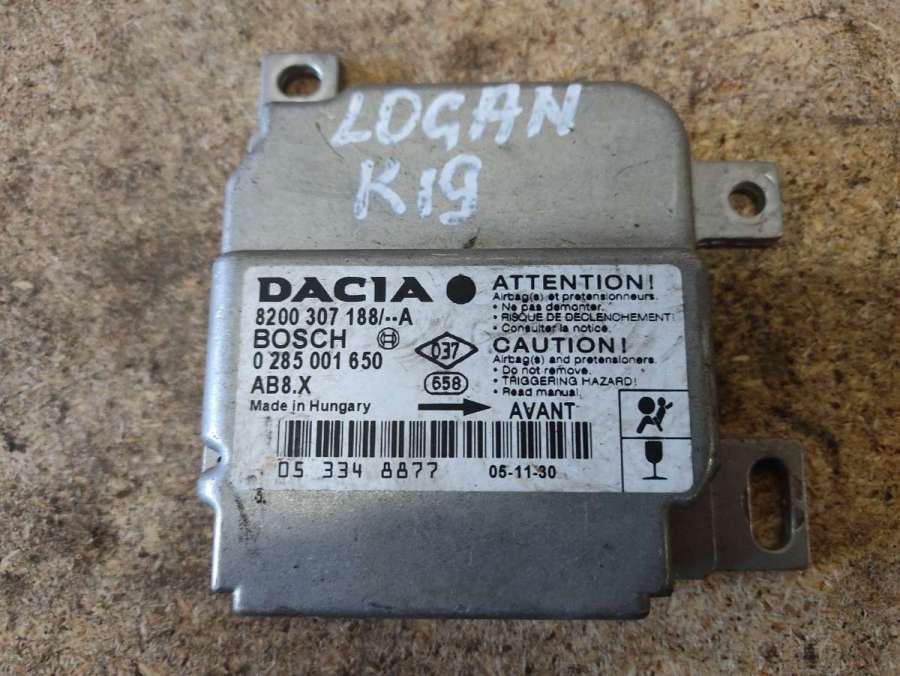 LOGAN
K19
DACIA
8200 307 188/--A
BOSCH
0 285 001 650
AB8.X
Made in Hungary
037
658
ATTENTION!
Airbag(s) et pretensionneurs.
• Ne pas demonter.
• RISQUE DE DECLENCHEMENT!
• Consulter la notice.
CAUTION!
Airbag(s) and pretensioners.
• Do not remove.
• TRIGGERING HAZARD!
• Read manual.
AVANT
05 334 8877
05-11-30